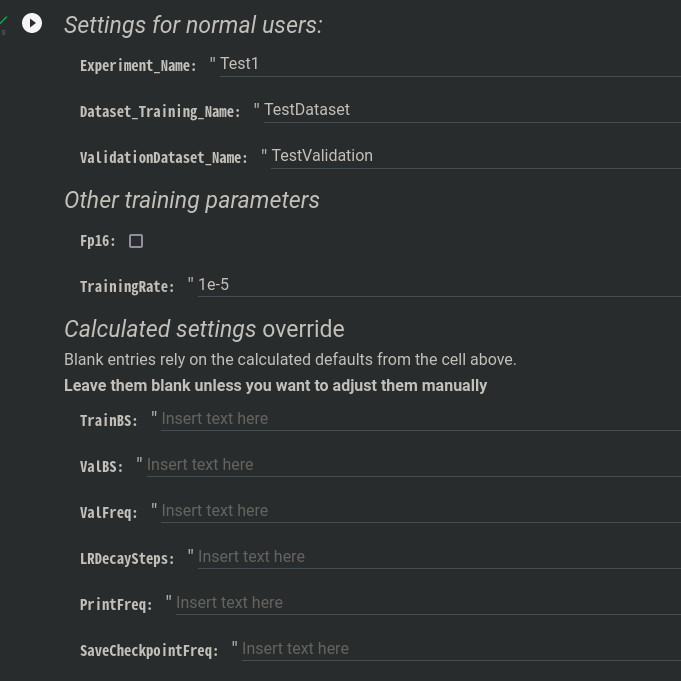 Settings for normal users:
Experiment_Name: " Test1
Dataset_Training_Name: " TestDataset
ValidationDataset_Name: " TestValidation
Other training parameters
Fp16:
TrainingRate: " 1e-5
Calculated settings override
Blank entries rely on the calculated defaults from the cell above.
Leave them blank unless you want to adjust them manually
TrainBS: " Insert text here
ValBS: " Insert text here
ValFreq: " Insert text here
LRDecaySteps: " Insert text here
PrintFreq: " Insert text here
SaveCheckpointFreq: " Insert text here